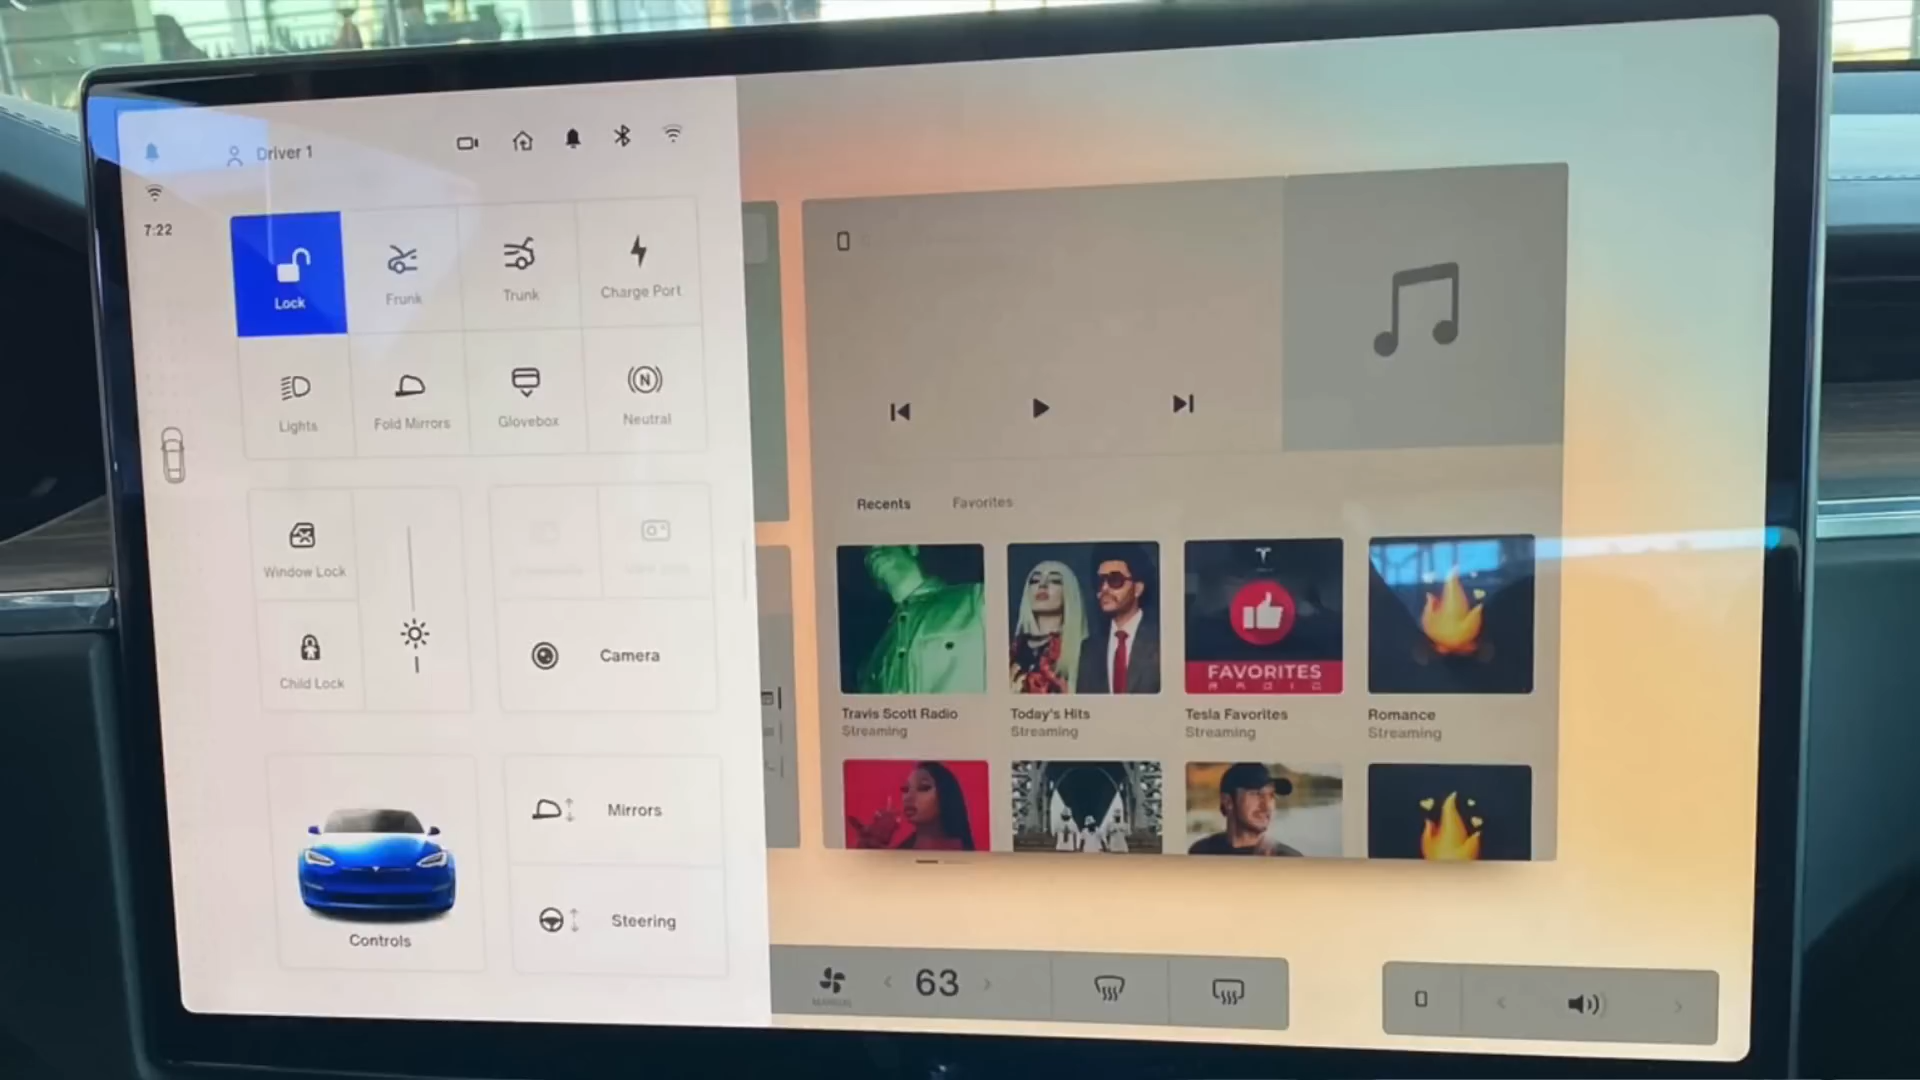 Driver 1
7:22
Lock
Frunk
Trunk
Charge Port
Lights
Fold Mirrors
Glovebox
N
Neutral
Window Lock
Child Lock
Camera
Controls
Mirrors
Steering
Recents
Favorites
FAVORITES
RADIO
Travis Scott Radio
Streaming
Today's Hits
Streaming
Tesla Favorites
Streaming
Romance
Streaming
MANUAL
63